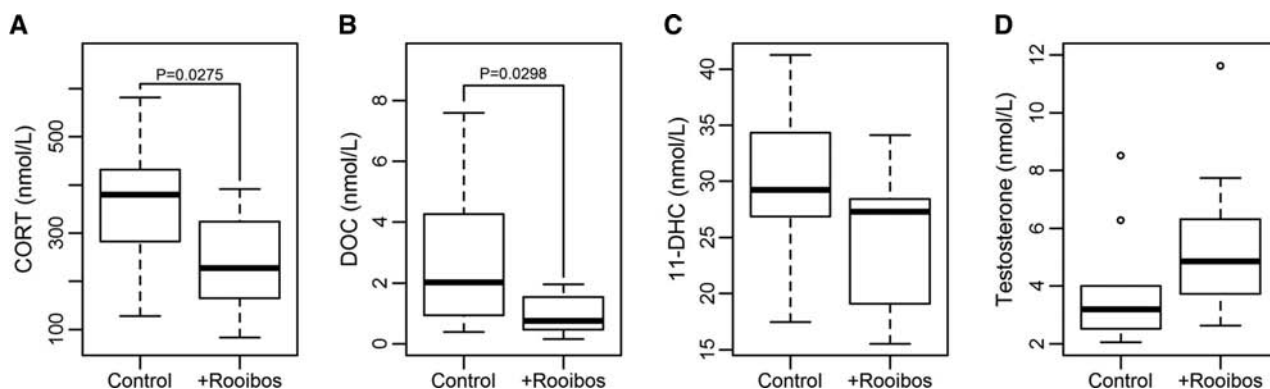 A
CORT (nmol/L)
500
300
100
P=0.0275
Control
+Rooibos
B
DOC (nmol/L)
8
6
4
2
0
P=0.0298
Control
+Rooibos
C
11-DHC (nmol/L)
40
35
30
25
20
15
Control
+Rooibos
D
Testosterone (nmol/L)
12
10
8
6
4
2
Control
+Rooibos